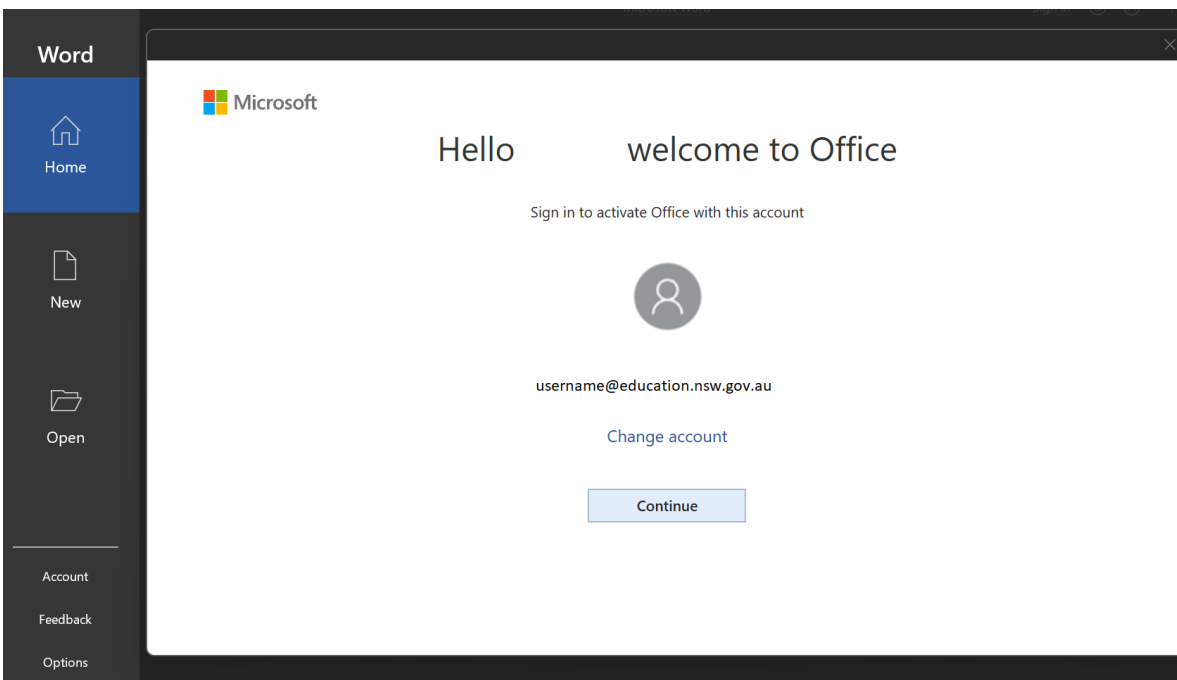 Word
Microsoft
Hello welcome to Office
Home
Sign in to activate Office with this account
New
username@education.nsw.gov.au
Open
Change account
Continue
Account
Feedback
Options